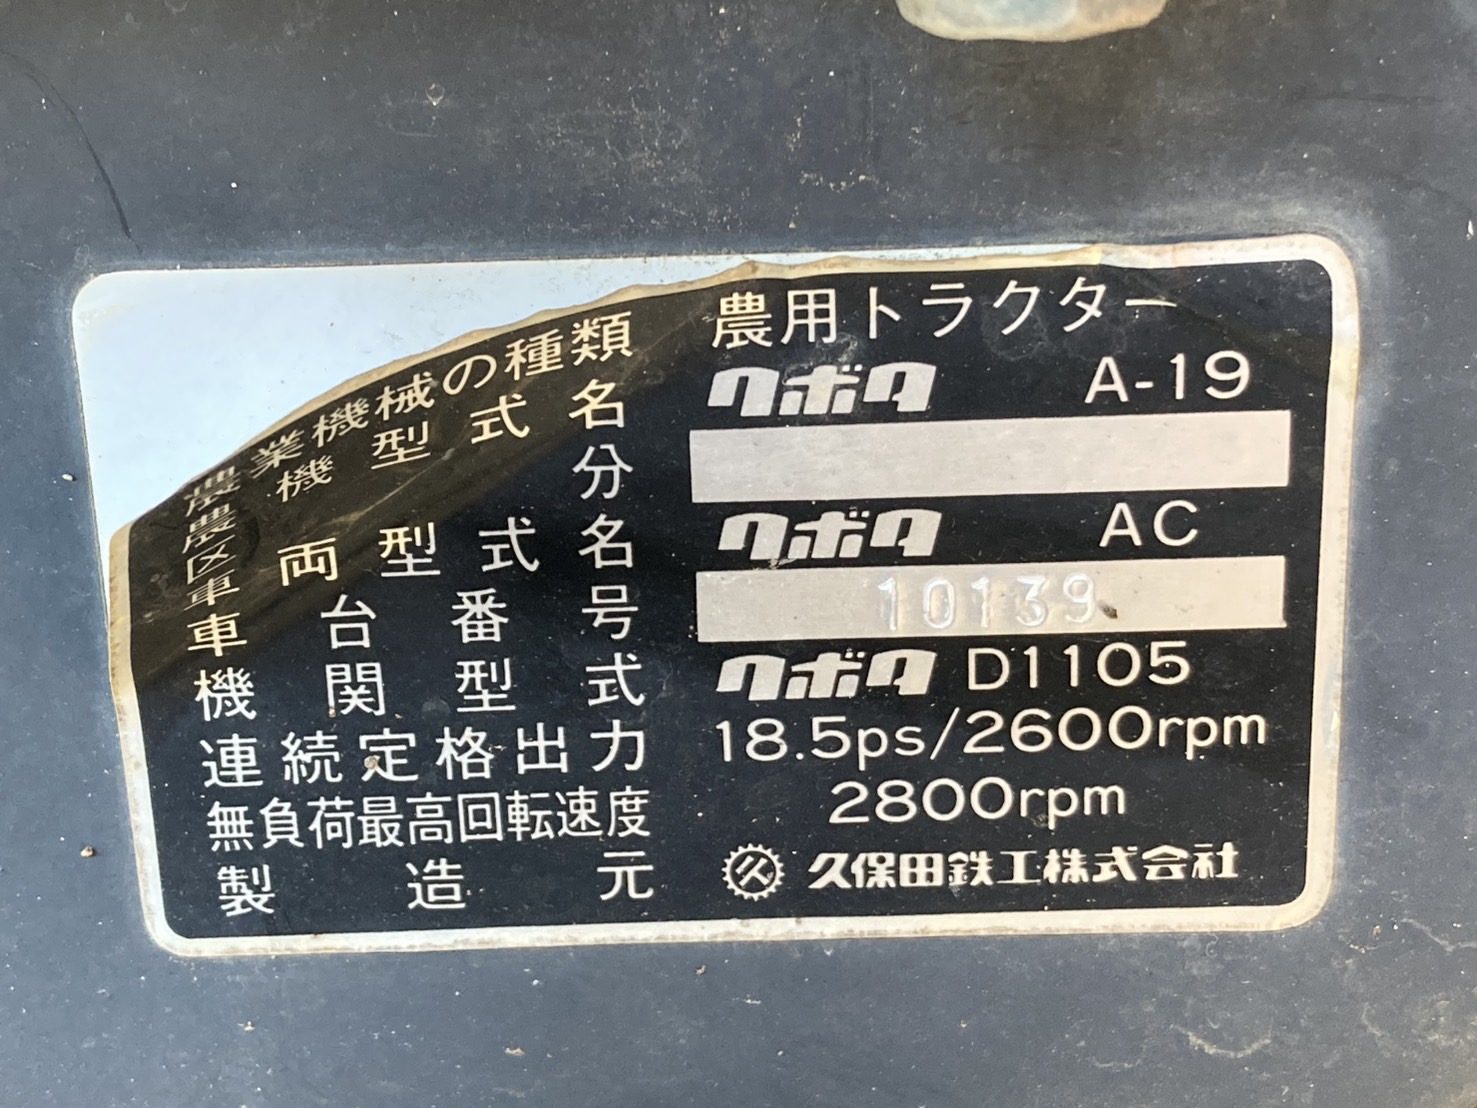 農業機械の種類 農用トラクター
農機型式名 クボタ A-19
区分
車両型式名 クボタ AC
車台番号 10139
機関型式 クボタ D1105
連続定格出力 18.5ps/2600rpm
無負荷最高回転速度 2800rpm
製造元 久 久保田鉄工株式会社